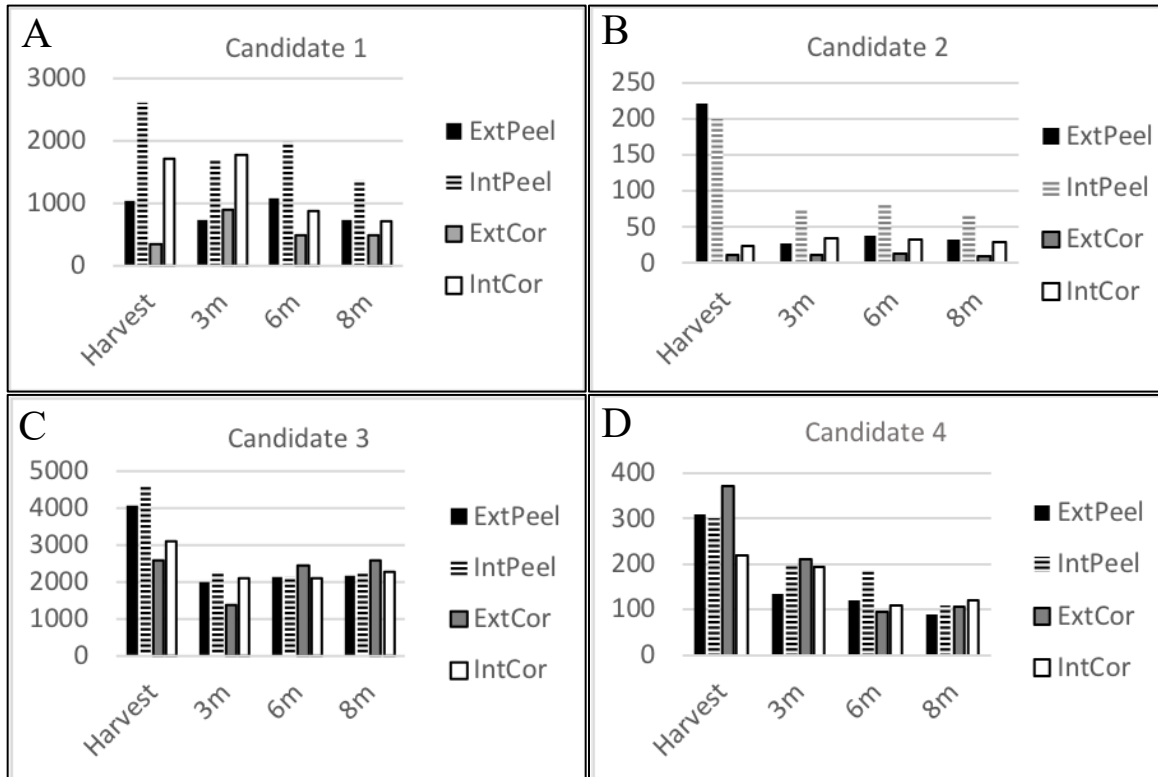 A
Candidate 1
3000
2000
1000
0
Harvest
3m
6m
8m
ExtPeel
IntPeel
ExtCor
IntCor
B
Candidate 2
250
200
150
100
50
0
Harvest
3m
6m
8m
ExtPeel
IntPeel
ExtCor
IntCor
C
Candidate 3
5000
4000
3000
2000
1000
0
Harvest
3m
6m
8m
ExtPeel
IntPeel
ExtCor
IntCor
D
Candidate 4
400
300
200
100
0
Harvest
3m
6m
8m
ExtPeel
IntPeel
ExtCor
IntCor